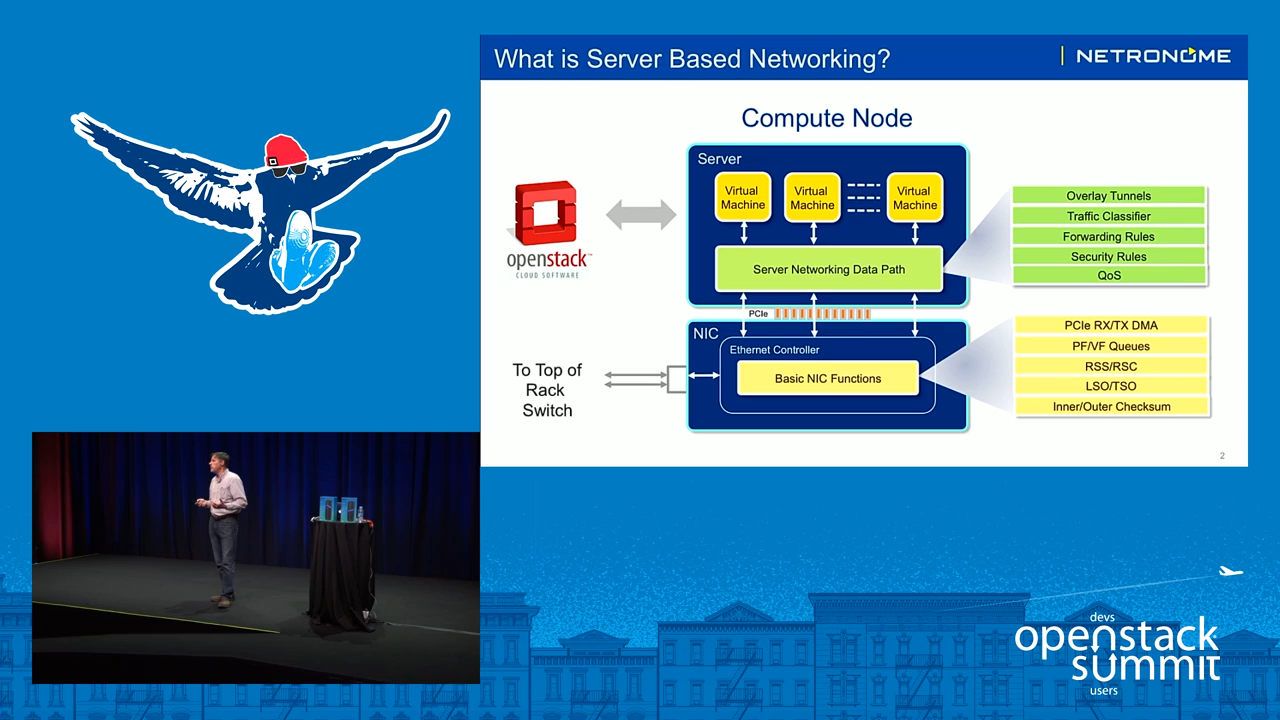 What is Server Based Networking?
NETRONOME
Compute Node
Server
Virtual
Machine
Virtual
Machine
Virtual
Machine
openstack™
CLOUD SOFTWARE
Server Networking Data Path
Overlay Tunnels
Traffic Classifier
Forwarding Rules
Security Rules
QoS
PCIe
NIC
Ethernet Controller
Basic NIC Functions
To Top of
Rack
Switch
PCIe RX/TX DMA
PF/VF Queues
RSS/RSC
LSO/TSO
Inner/Outer Checksum
2
devs
openstack
summit
users